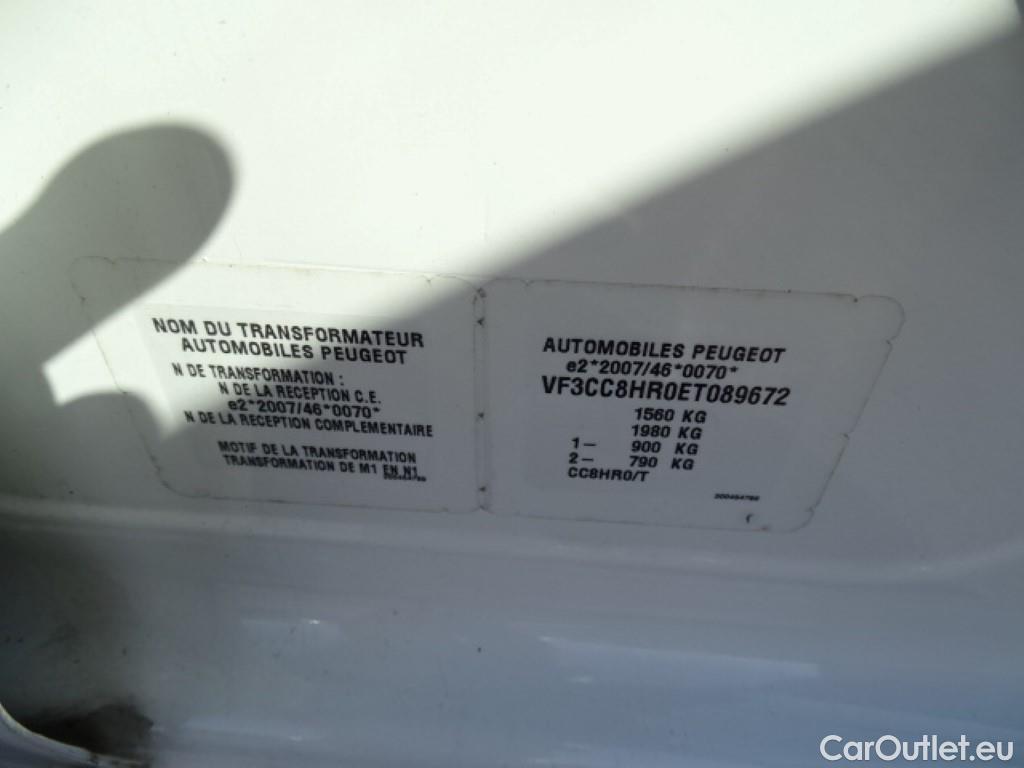 NOM DU TRANSFORMATEUR
AUTOMOBILES PEUGEOT
N DE TRANSFORMATION :
N DE LA RECEPTION C.E.
e2*2007/46*0070*
N DE LA RECEPTION COMPLEMENTAIRE
MOTIF DE LA TRANSFORMATION
TRANSFORMATION DE M1 EN N1
AUTOMOBILES PEUGEOT
e2*2007/46*0070*
VF3CC8HR0ET089672
1560 KG
1980 KG
1– 900 KG
2– 790 KG
CC8HR0/T
CarOutlet.eu